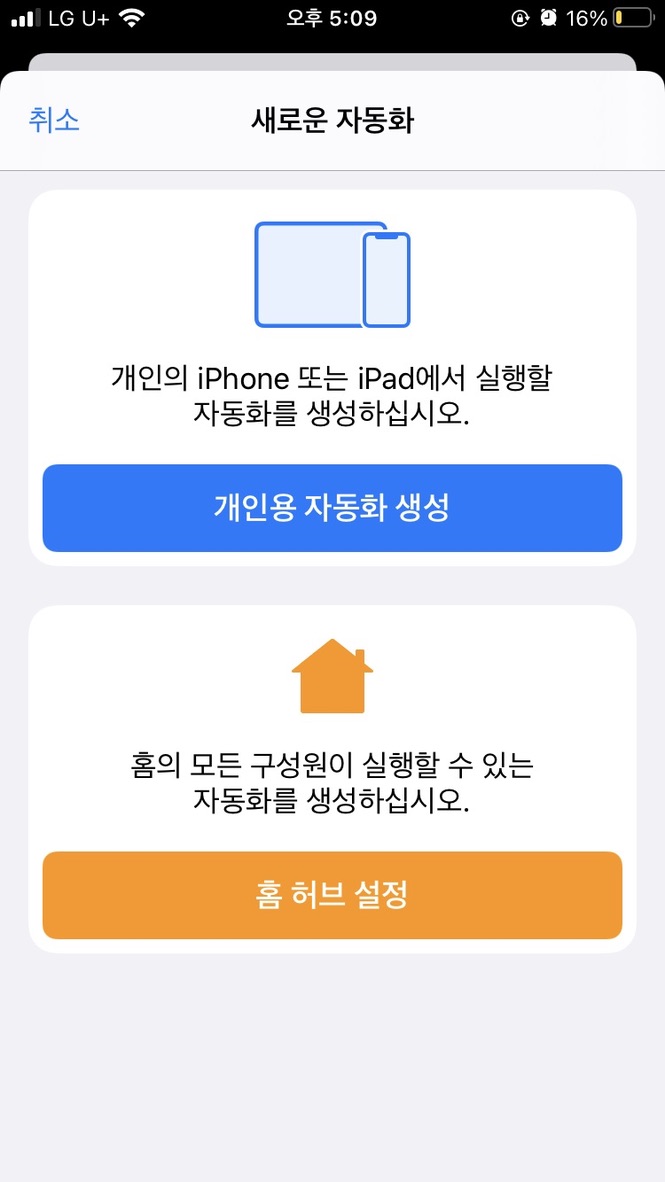 LG U+ 오후 5:09 16%
취소 새로운 자동화
개인의 iPhone 또는 iPad에서 실행할
자동화를 생성하십시오.
개인용 자동화 생성
홈의 모든 구성원이 실행할 수 있는
자동화를 생성하십시오.
홈 허브 설정